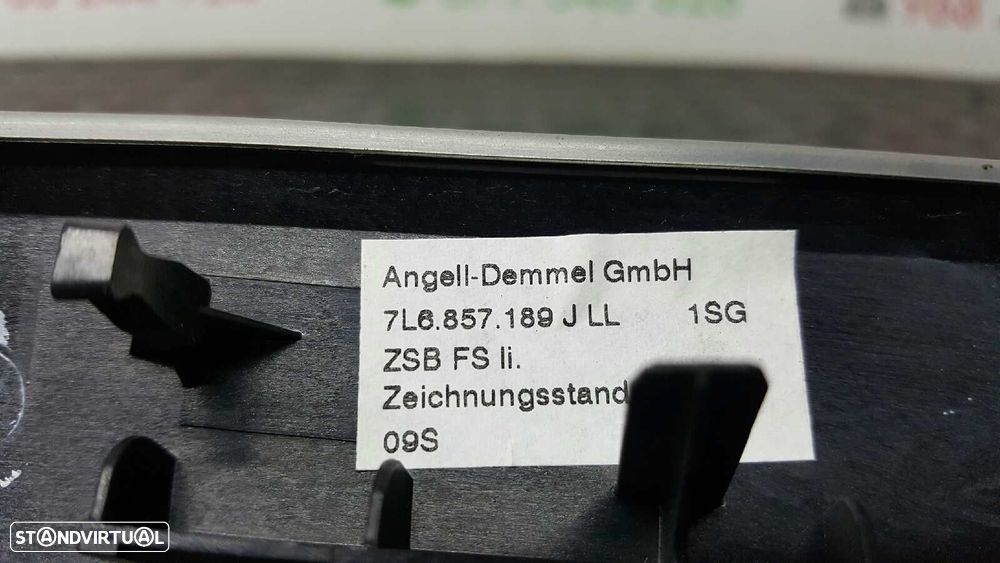 Angell-Demmel GmbH
7L6.857.189 J LL 1SG
ZSB FS li.
Zeichnungsstand
09S
STANDVIRTUAL